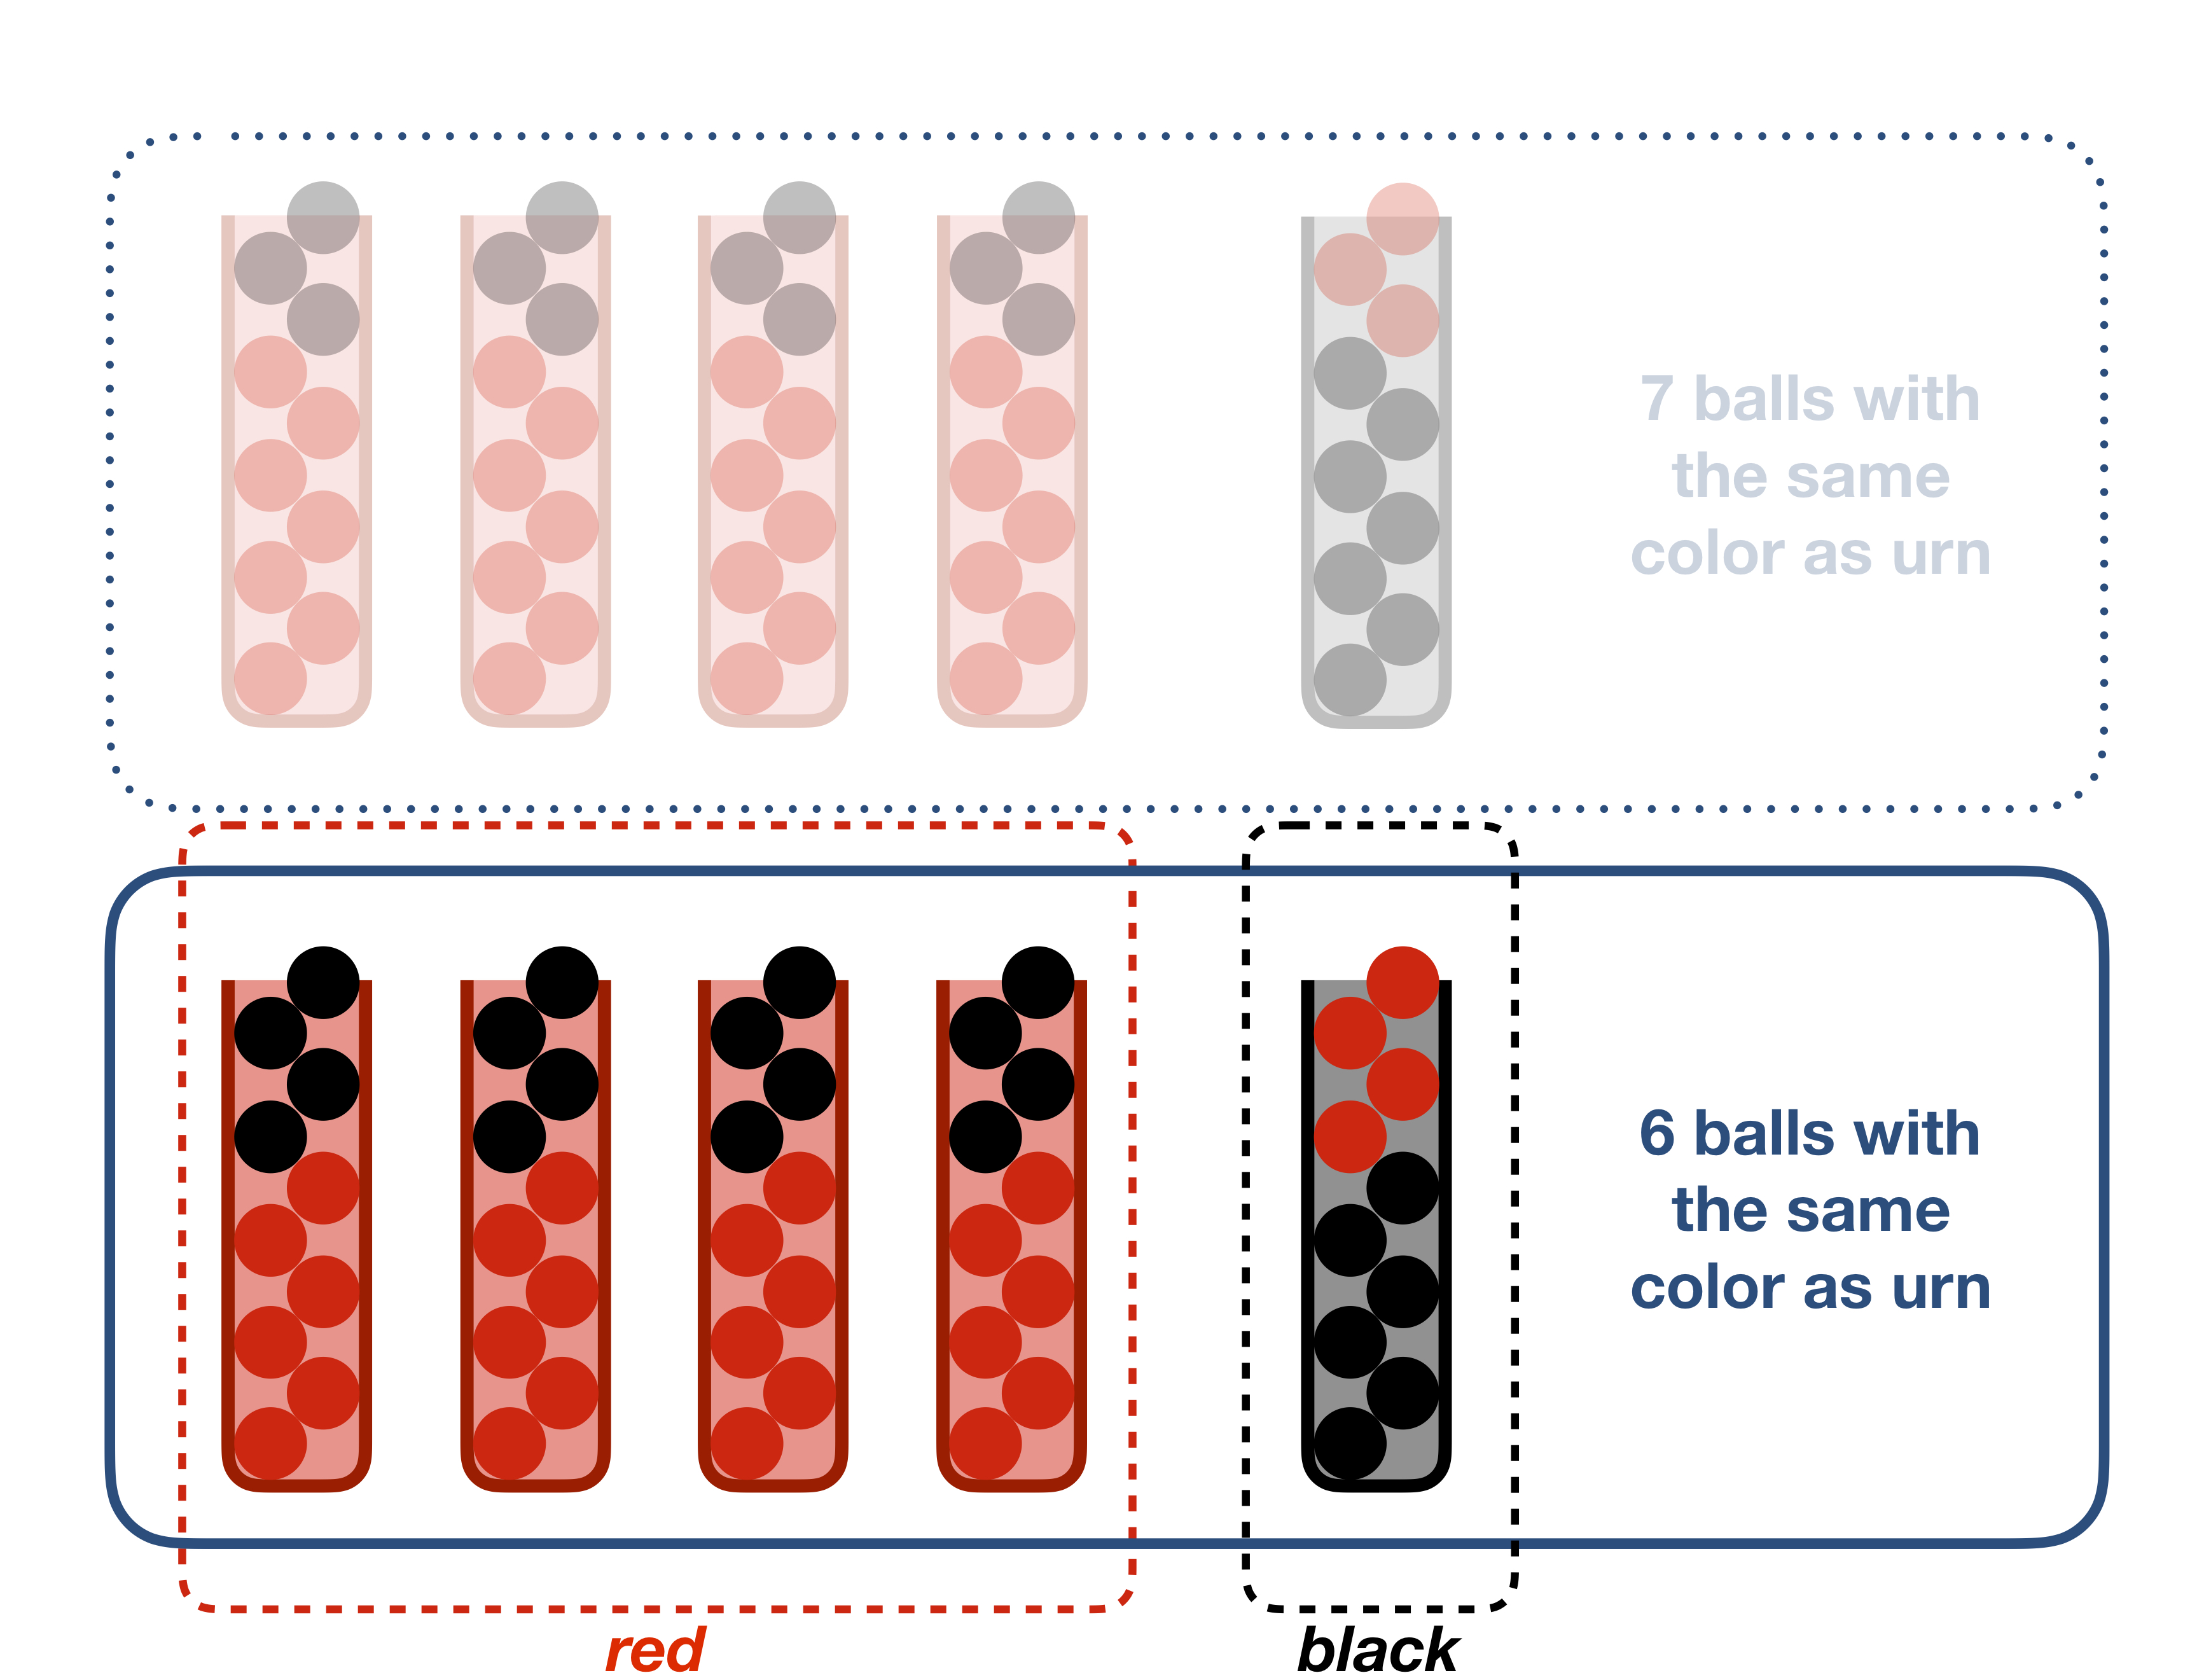 7 balls with
the same
color as urn
6 balls with
the same
color as urn
red
black